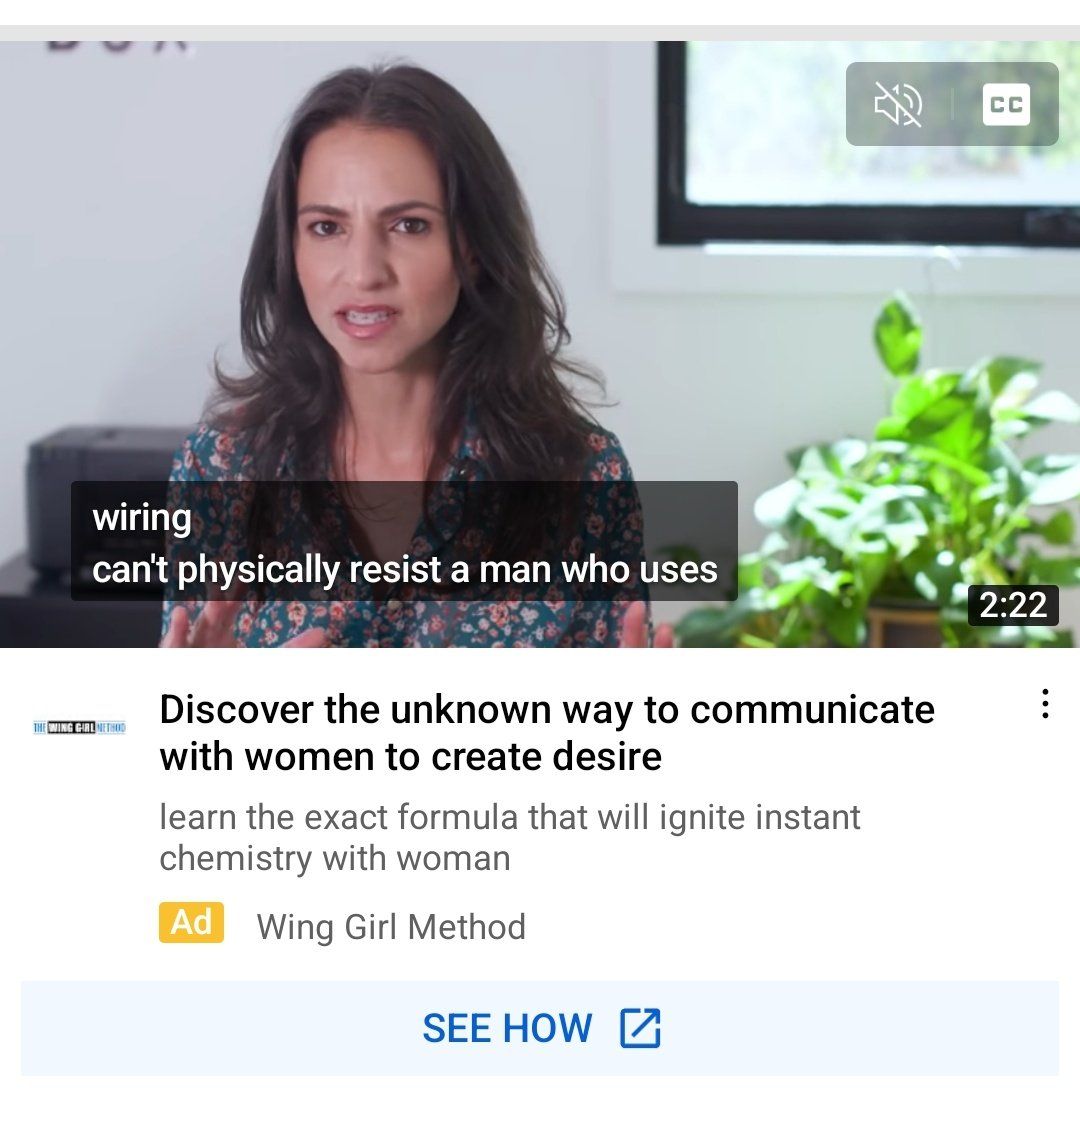 CC
wiring
can't physically resist a man who uses
2:22
THE WING GIRL METHOD
Discover the unknown way to communicate
with women to create desire
learn the exact formula that will ignite instant
chemistry with woman
Ad Wing Girl Method
SEE HOW